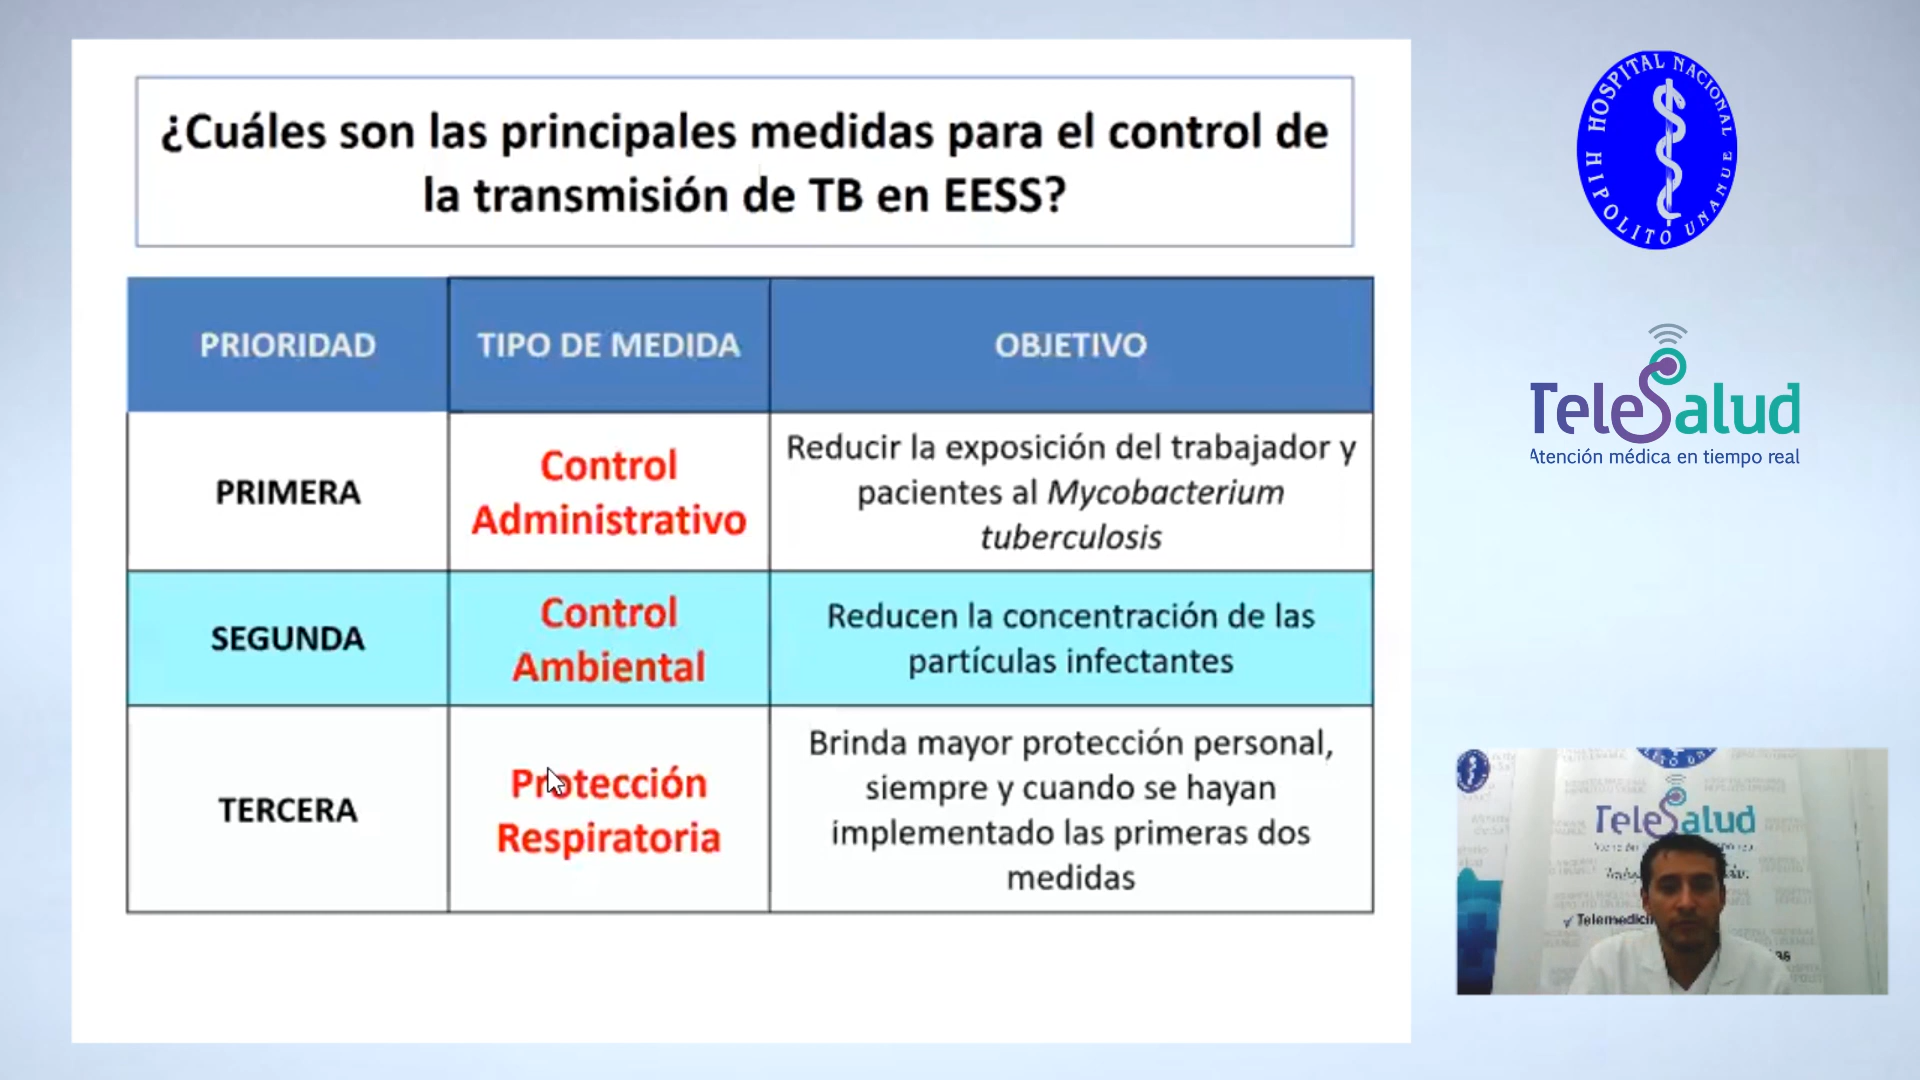 ¿Cuáles son las principales medidas para el control de
la transmisión de TB en EESS?
PRIORIDAD
TIPO DE MEDIDA
OBJETIVO
PRIMERA
Control
Administrativo
Reducir la exposición del trabajador y
pacientes al Mycobacterium
tuberculosis
SEGUNDA
Control
Ambiental
Reducen la concentración de las
partículas infectantes
TERCERA
Protección
Respiratoria
Brinda mayor protección personal,
siempre y cuando se hayan
implementado las primeras dos
medidas
HOSPITAL NACIONAL
HIPOLITO UNANUE
TeleSalud
Atención médica en tiempo real
TeleSalud